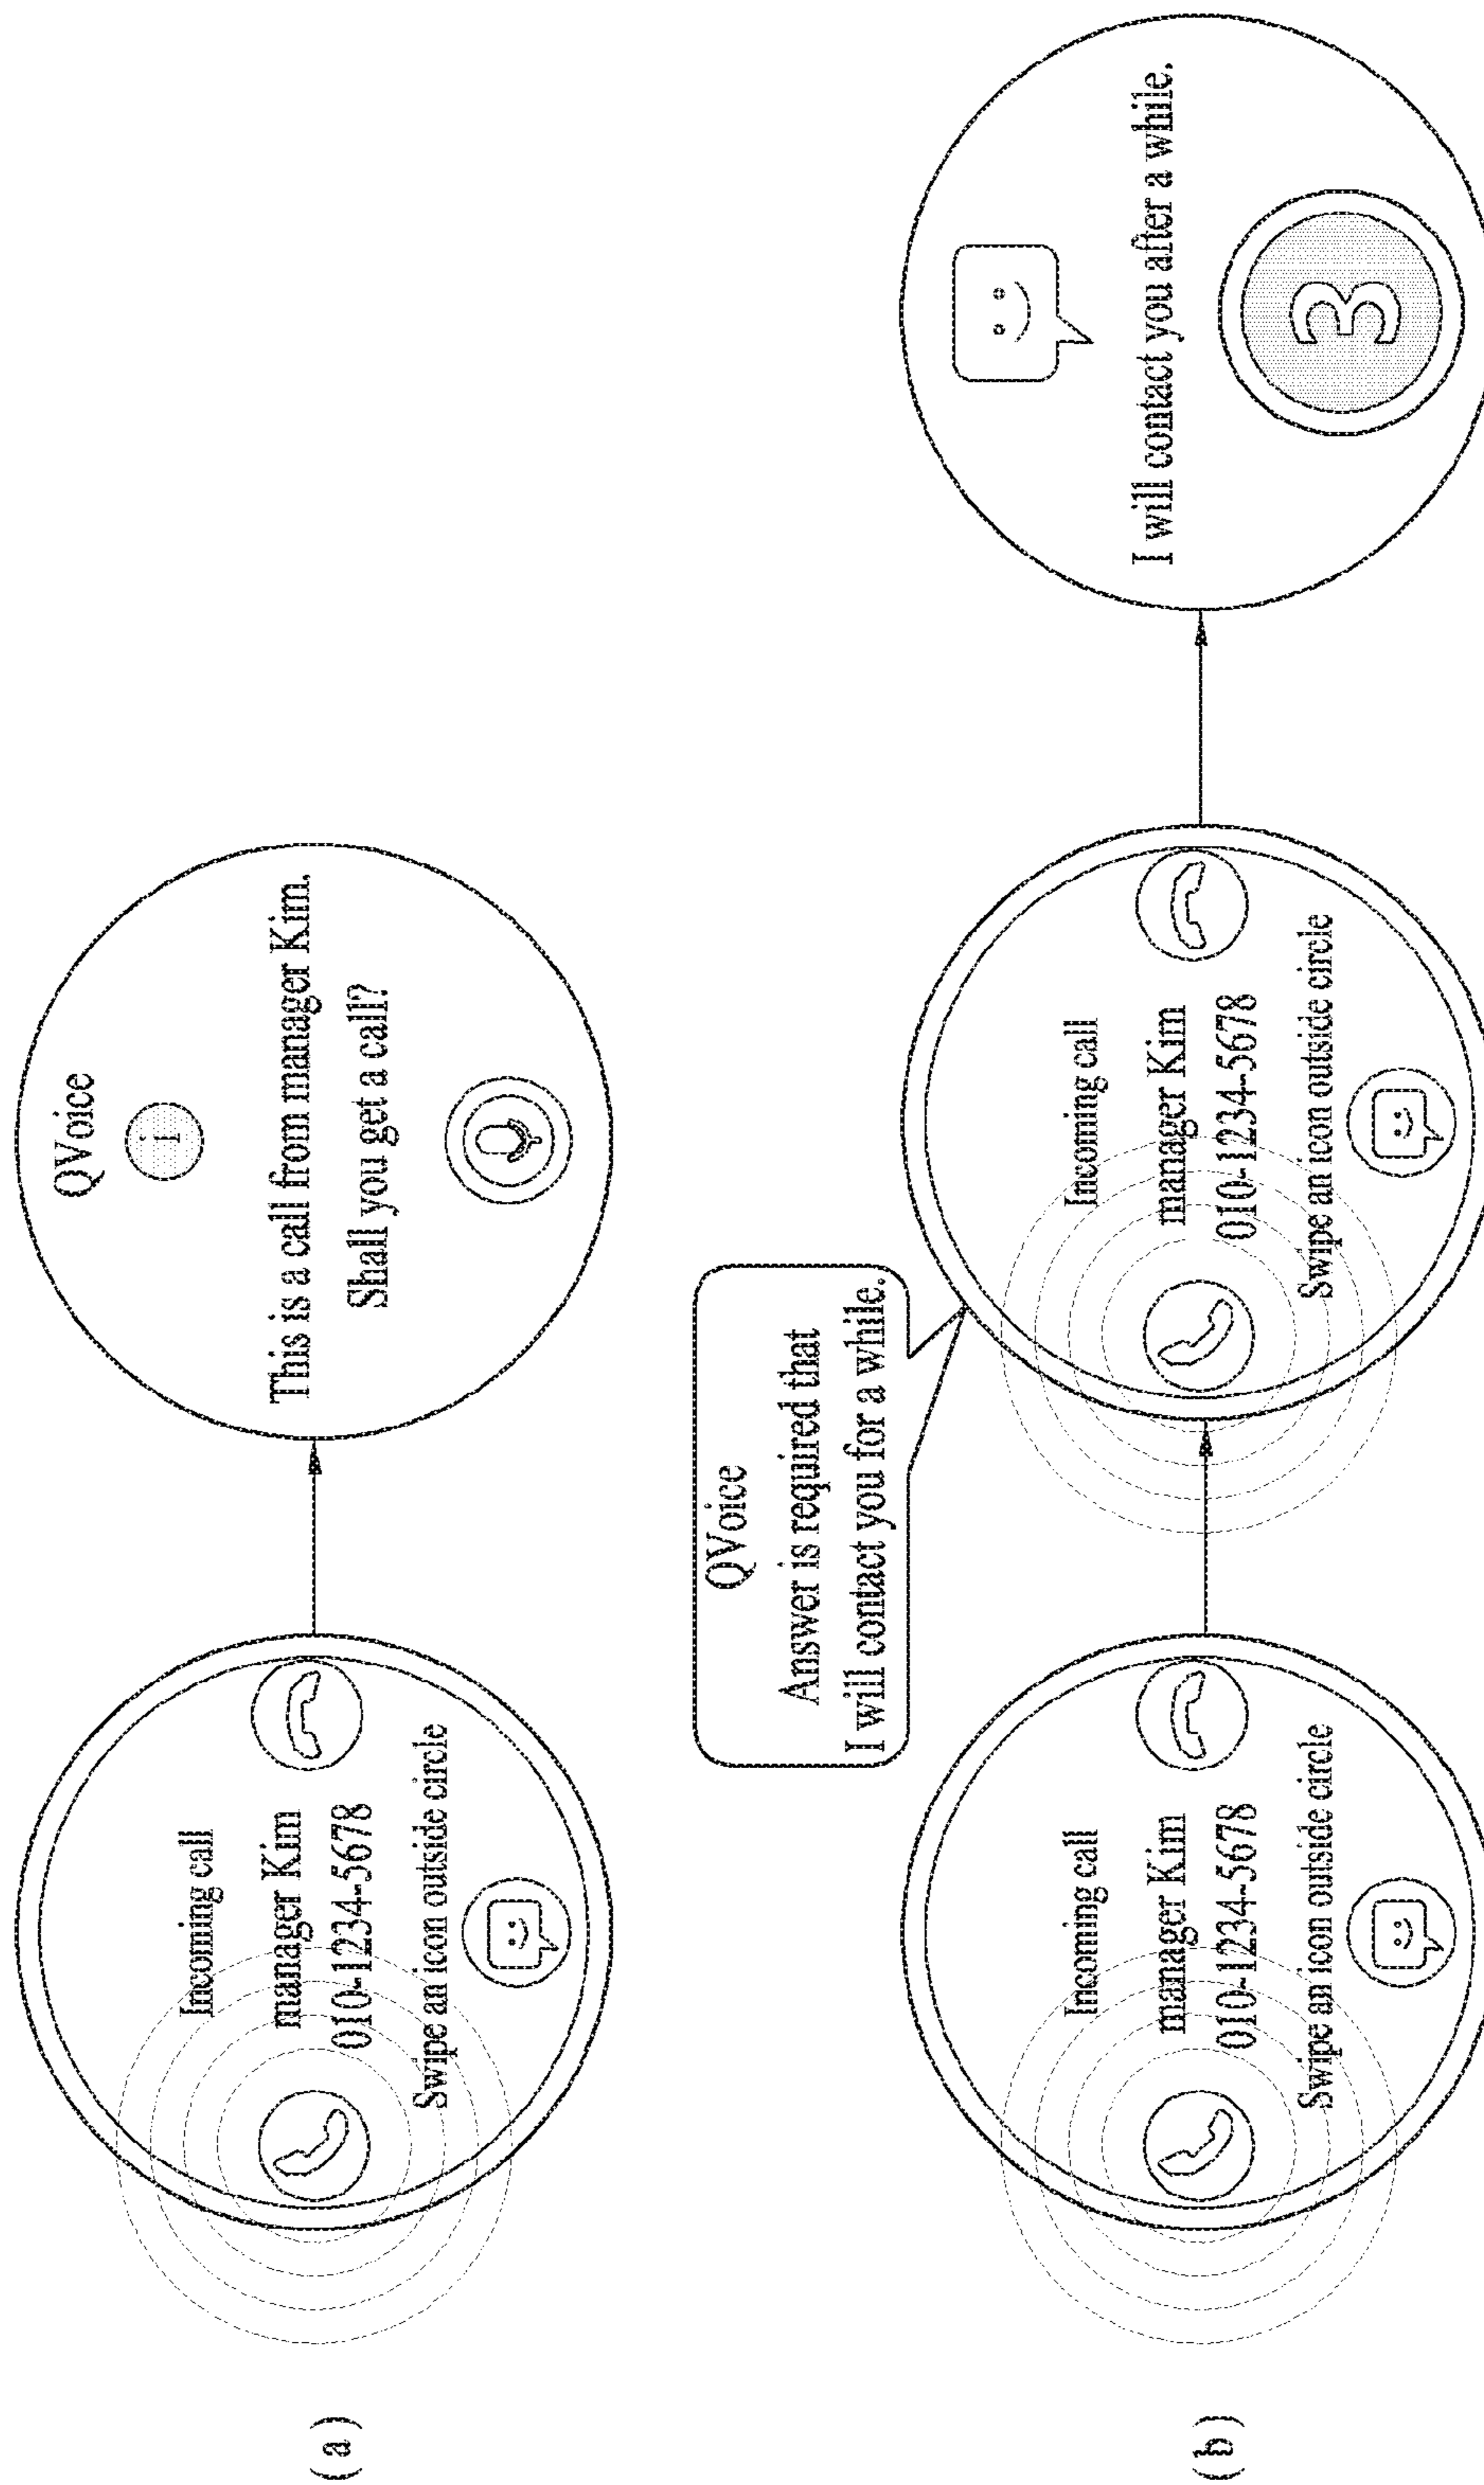 (a)
Incoming call
manager Kim
010-1234-5678
Swipe an icon outside circle
QVoice
i
This is a call from manager Kim.
Shall you get a call?
(b)
Incoming call
manager Kim
010-1234-5678
Swipe an icon outside circle
QVoice
Answer is required that
I will contact you for a while.
Incoming call
manager Kim
010-1234-5678
Swipe an icon outside circle
I will contact you after a while.
3